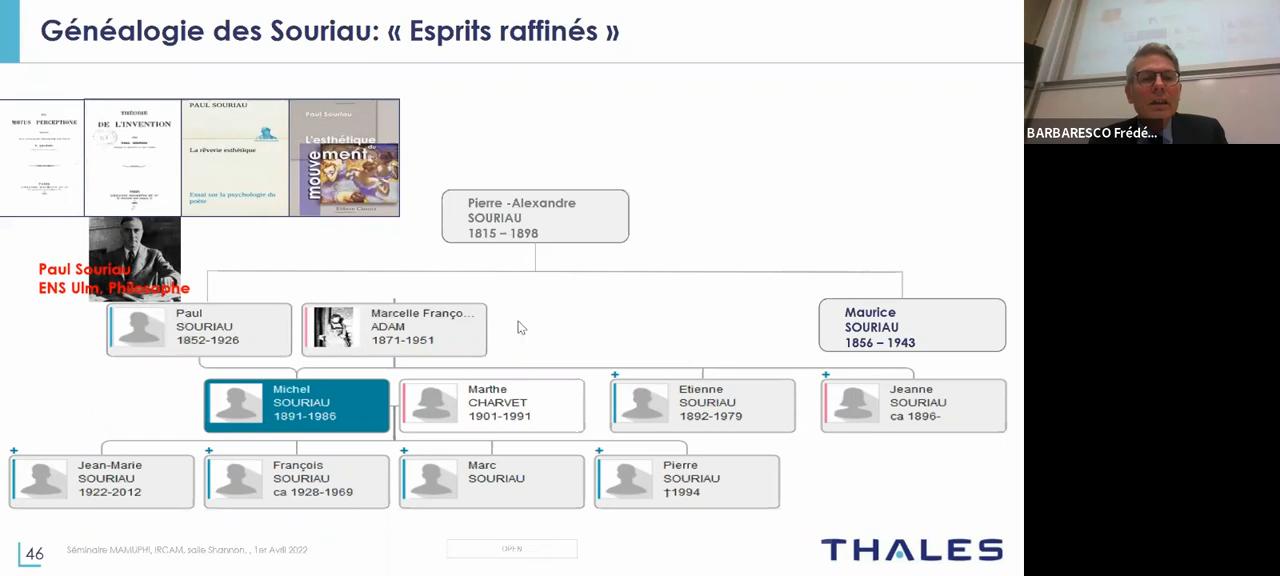 Généalogie des Souriau: « Esprits raffinés »
MOTUS PERCEPTIONE
THÉORIE
DE L'INVENTION
PAUL SOURIAU
La rêverie esthétique
Essai sur la psychologie du
poète
Paul Souriau
L'esthétique
du
mouvement
Paul Souriau
ENS Ulm, Philosophe
Pierre -Alexandre
SOURIAU
1815 – 1898
Paul
SOURIAU
1852-1926
Marcelle Franço...
ADAM
1871-1951
Maurice
SOURIAU
1856 – 1943
Michel
SOURIAU
1891-1986
Marthe
CHARVET
1901-1991
Etienne
SOURIAU
1892-1979
Jeanne
SOURIAU
ca 1896-
Jean-Marie
SOURIAU
1922-2012
François
SOURIAU
ca 1928-1969
Marc
SOURIAU
Pierre
SOURIAU
†1994
46
Séminaire MAMUPHI, IRCAM, salle Shannon, , 1er Avril 2022
OPEN
THALES
BARBARESCO Frédé...